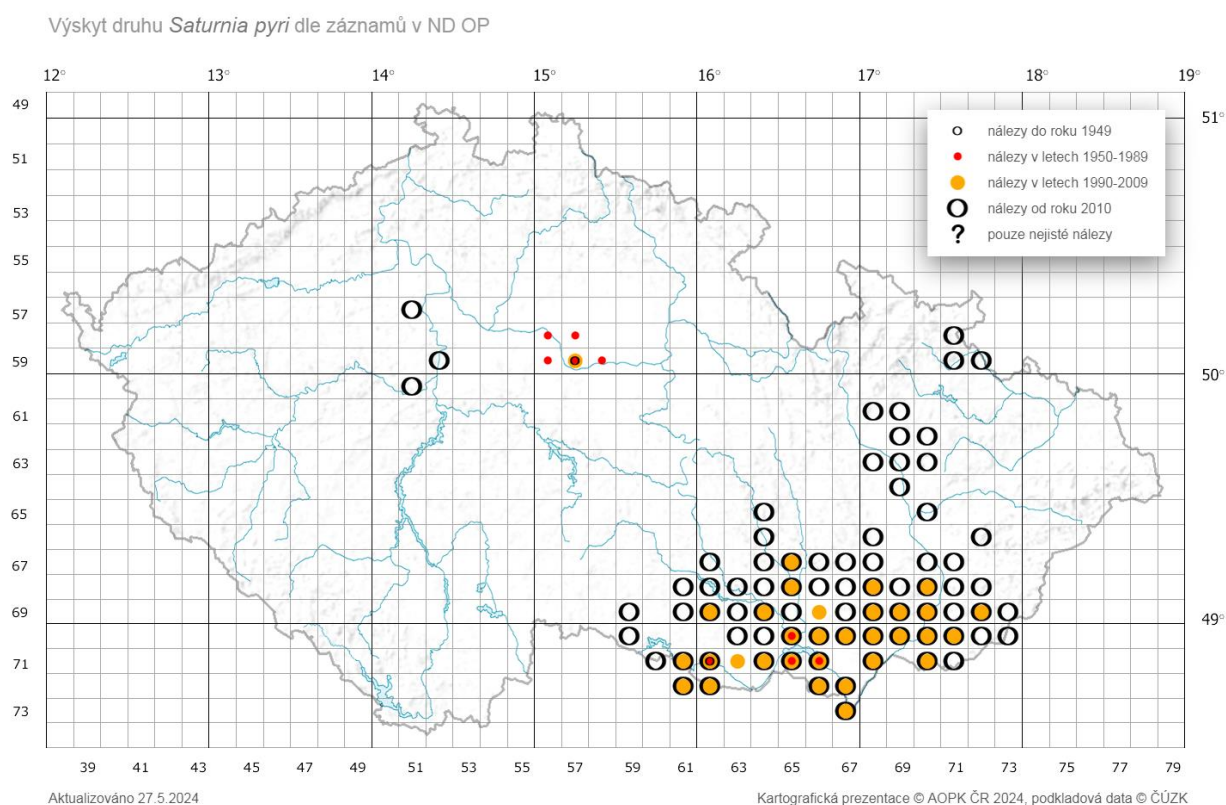 Výskyt druhu Saturnia pyri dle záznamů v ND OP
12° 13° 14° 15° 16° 17° 18° 19°
49
51°
nálezy do roku 1949
51
nálezy v letech 1950-1989
nálezy v letech 1990-2009
53
nálezy od roku 2010
? pouze nejisté nálezy
55
57
59
50°
61
63
65
67
69
49°
71
73
39 41 43 45 47 49 51 53 55 57 59 61 63 65 67 69 71 73 75 77 79
Aktualizováno 27.5.2024 Kartografická prezentace © AOPK ČR 2024, podkladová data © ČÚZK